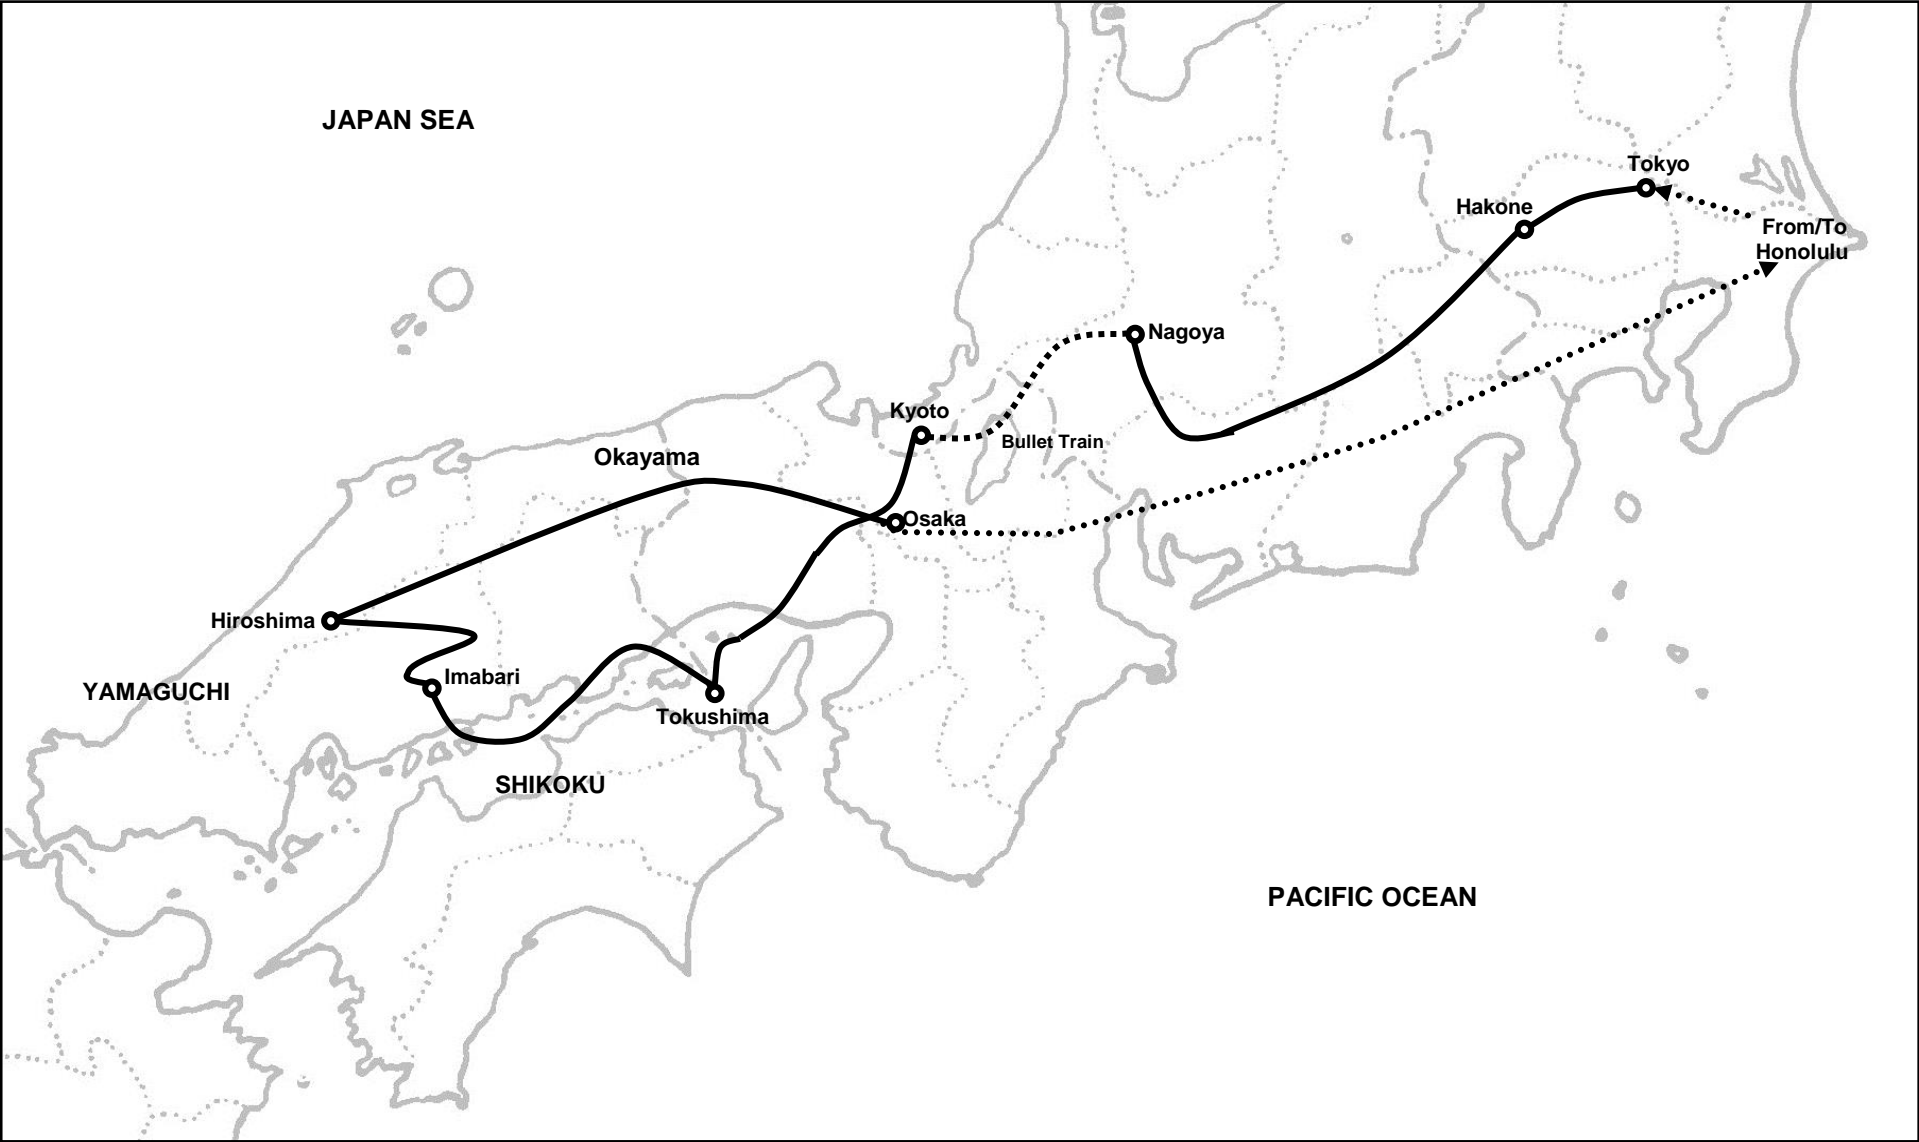 JAPAN SEA
Tokyo
Hakone
From/To
Honolulu
Nagoya
Kyoto
Bullet Train
Okayama
Osaka
Hiroshima
Imabari
YAMAGUCHI
Tokushima
SHIKOKU
PACIFIC OCEAN